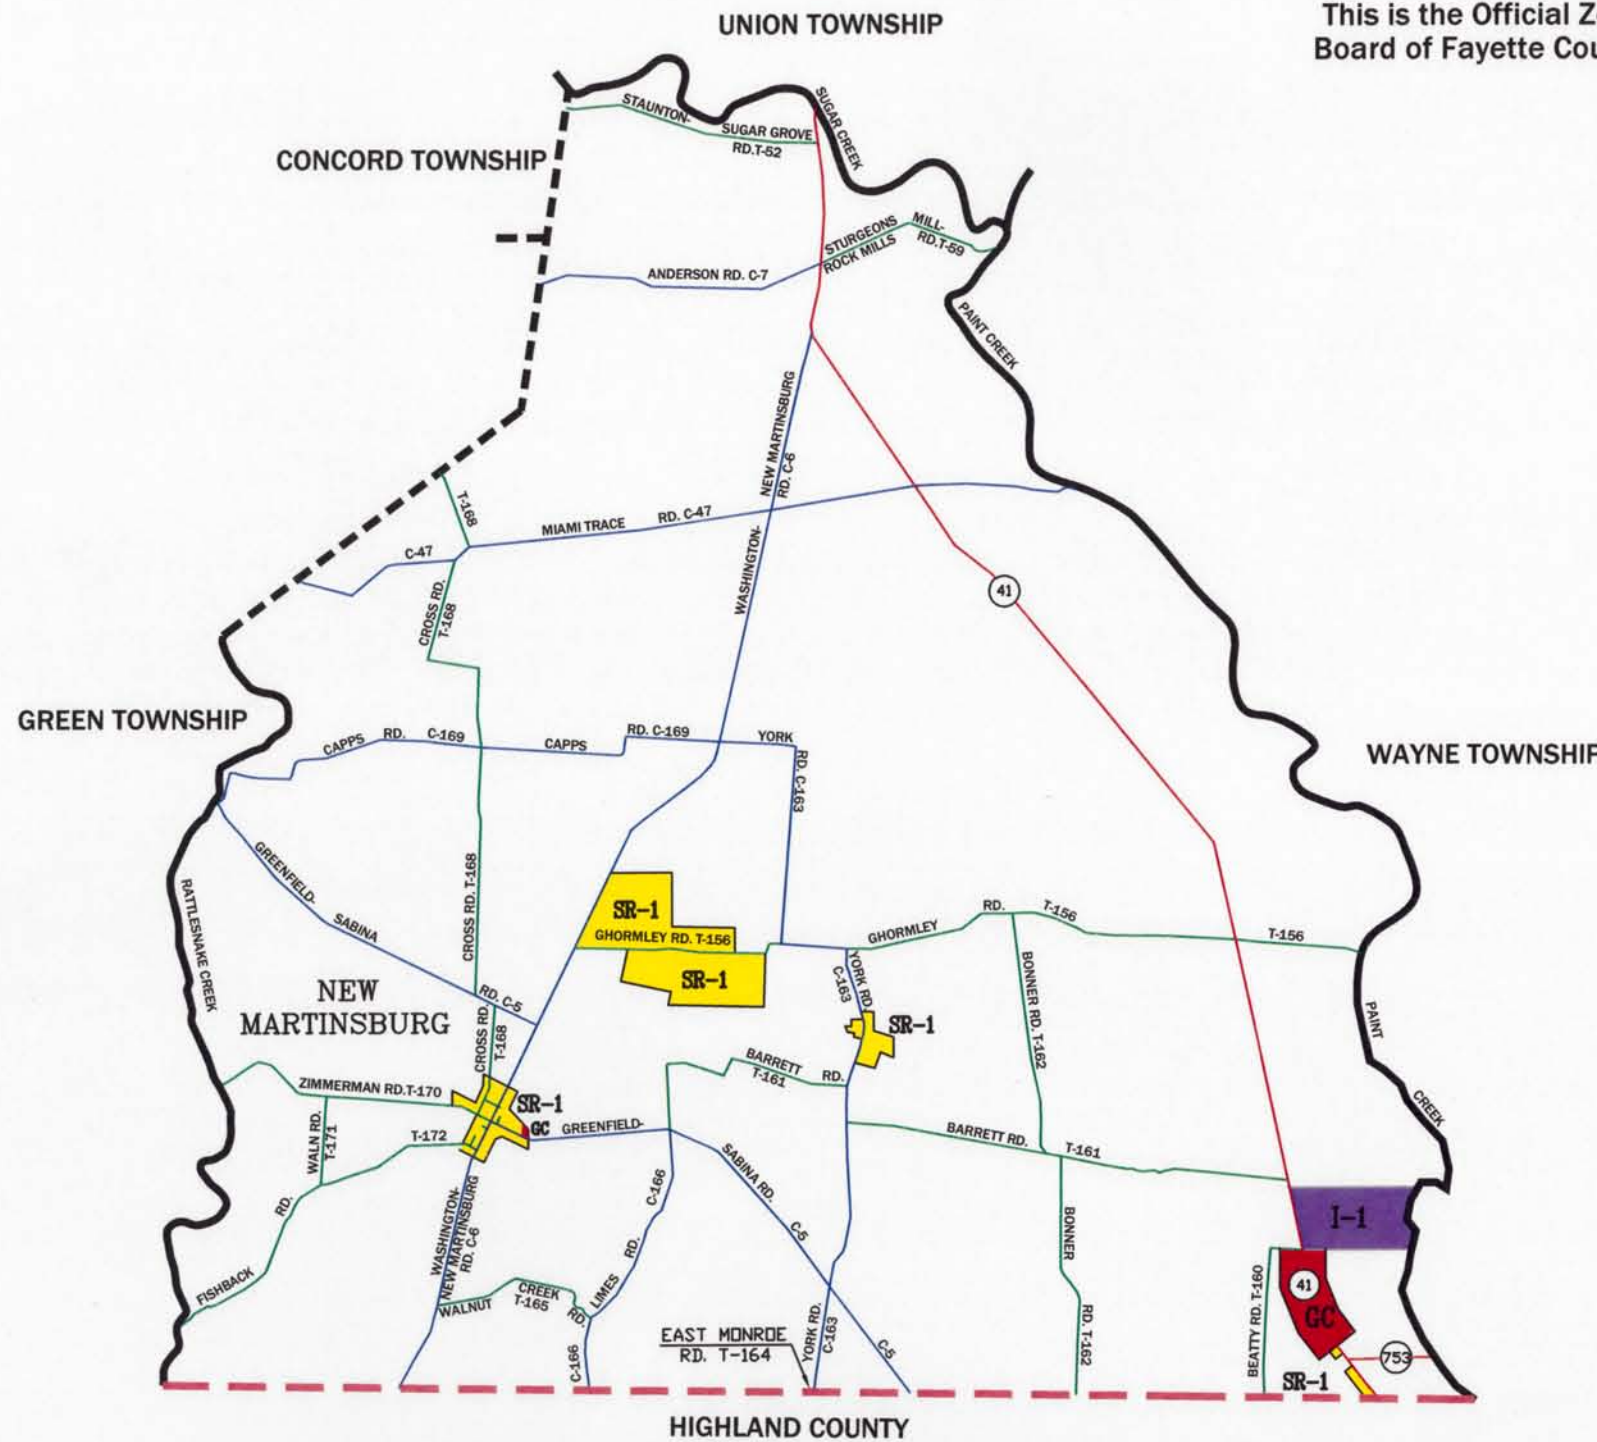 UNION TOWNSHIP
This is the Official Z
Board of Fayette Cou
STAUNTON-
SUGAR GROVE
RD.T-52
SUGAR CREEK
CONCORD TOWNSHIP
STURGEONS
MILL-
ROCK MILLS
RD.T-59
ANDERSON RD. C-7
PAINT CREEK
NEW MARTINSBURG
RD. C-6
WASHINGTON-
T-168
MIAMI TRACE
RD. C-47
C-47
CROSS RD.
T-168
41
GREEN TOWNSHIP
CAPPS
RD.
C-169
CAPPS
RD. C-169
YORK
RD. C-163
WAYNE TOWNSHIP
GREENFIELD-
SABINA
RD. C-5
CROSS RD. T-168
RATTLESNAKE CREEK
SR-1
GHORMLEY RD. T-156
SR-1
GHORMLEY
RD.
T-156
T-156
YORK RD.
C-163
BONNER RD. T-162
NEW
MARTINSBURG
CROSS RD.
T-168
SR-1
PAINT
CREEK
BARRETT
T-161
RD.
ZIMMERMAN RD.T-170
SR-1
GC
GREENFIELD-
WALN RD.
T-171
T-172
BARRETT RD.
T-161
SABINA RD.
C-5
C-5
C-166
RD.
LIMES
C-166
FISHBACK
RD.
WASHINGTON-
NEW MARTINSBURG
RD. C-6
WALNUT
CREEK
T-165
RD.
BONNER
RD. T-162
I-1
41
GC
BEATTY RD. T-160
753
SR-1
EAST MONROE
RD. T-164
YORK RD.
C-163
HIGHLAND COUNTY